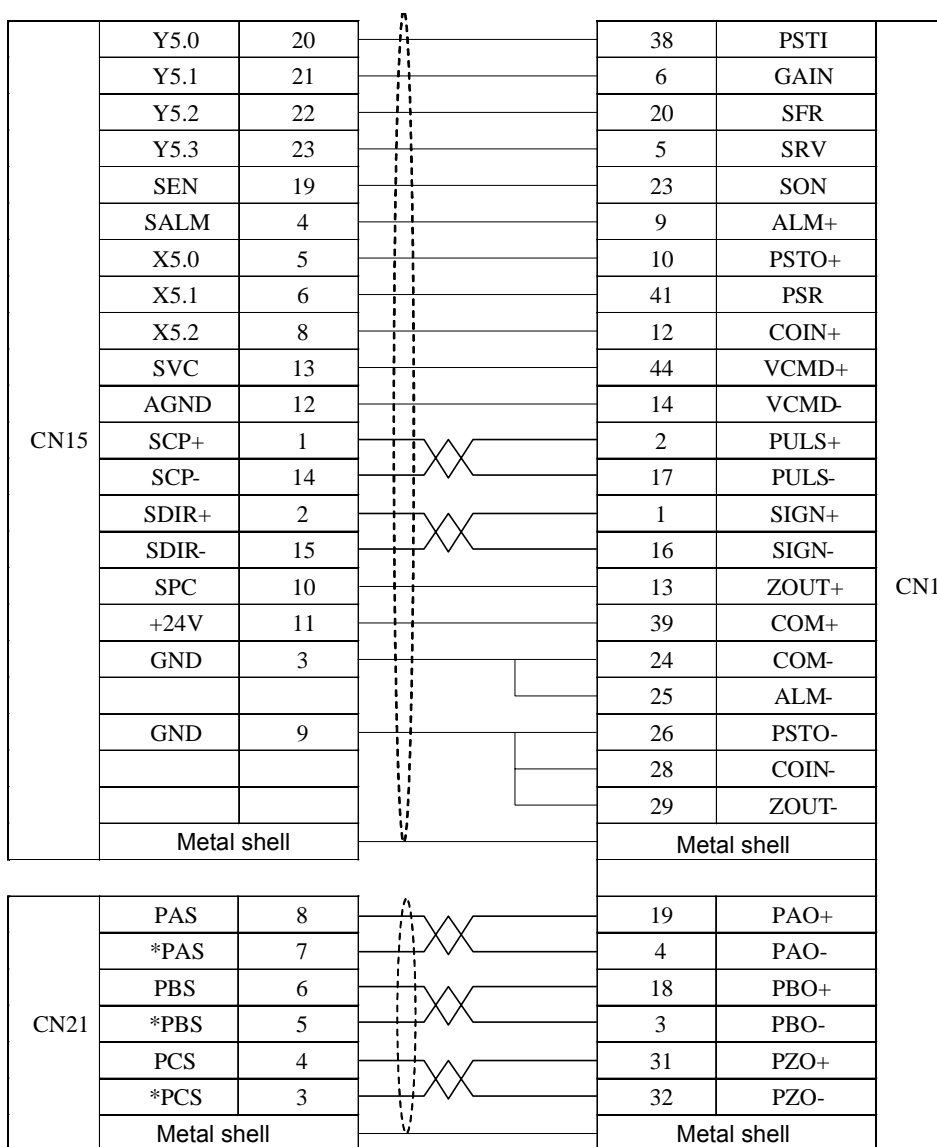 Y5.0 20 38 PSTI
Y5.1 21 6 GAIN
Y5.2 22 20 SFR
Y5.3 23 5 SRV
SEN 19 23 SON
SALM 4 9 ALM+
X5.0 5 10 PSTO+
X5.1 6 41 PSR
X5.2 8 12 COIN+
SVC 13 44 VCMD+
AGND 12 14 VCMD-
CN15 SCP+ 1 2 PULS+
SCP- 14 17 PULS-
SDIR+ 2 1 SIGN+
SDIR- 15 16 SIGN-
SPC 10 13 ZOUT+ CN1
+24V 11 39 COM+
GND 3 24 COM-
25 ALM-
GND 9 26 PSTO-
28 COIN-
29 ZOUT-
Metal shell Metal shell
PAS 8 19 PAO+
*PAS 7 4 PAO-
PBS 6 18 PBO+
CN21 *PBS 5 3 PBO-
PCS 4 31 PZO+
*PCS 3 32 PZO-
Metal shell Metal shell